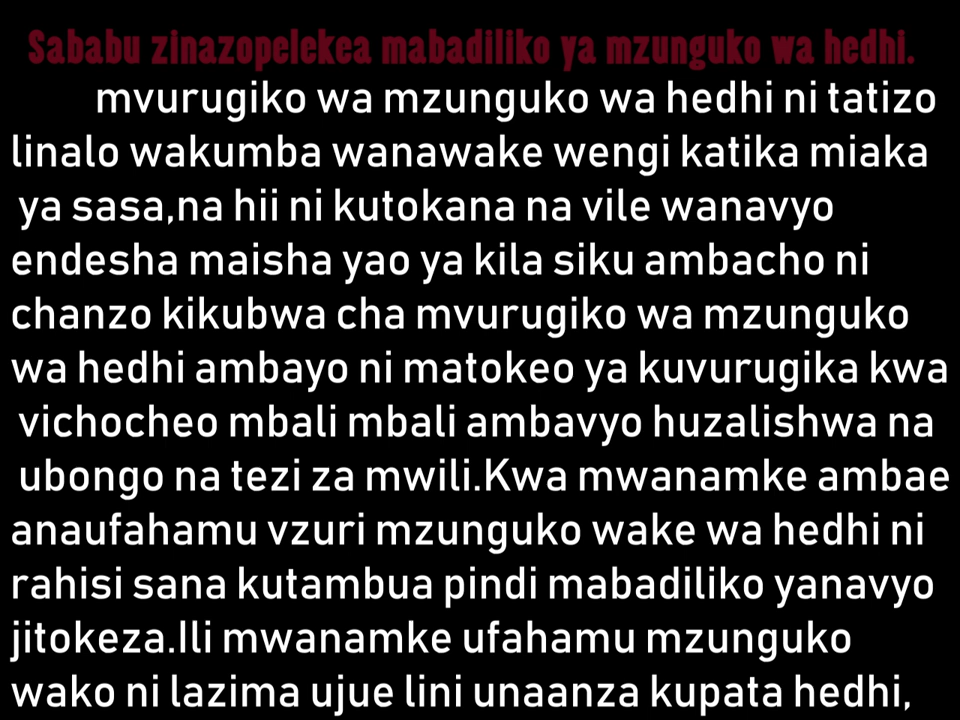 Sababu zinazopelekea mabadiliko ya mzunguko wa hedhi.
mvurugiko wa mzunguko wa hedhi ni tatizo
linalo wakumba wanawake wengi katika miaka
ya sasa,na hii ni kutokana na vile wanavyo
endesha maisha yao ya kila siku ambacho ni
chanzo kikubwa cha mvurugiko wa mzunguko
wa hedhi ambayo ni matokeo ya kuvurugika kwa
vichocheo mbali mbali ambavyo huzalishwa na
ubongo na tezi za mwili.Kwa mwanamke ambae
anaufahamu vzuri mzunguko wake wa hedhi ni
rahisi sana kutambua pindi mabadiliko yanavyo
jitokeza.Ili mwanamke ufahamu mzunguko
wako ni lazima ujue lini unaanza kupata hedhi,